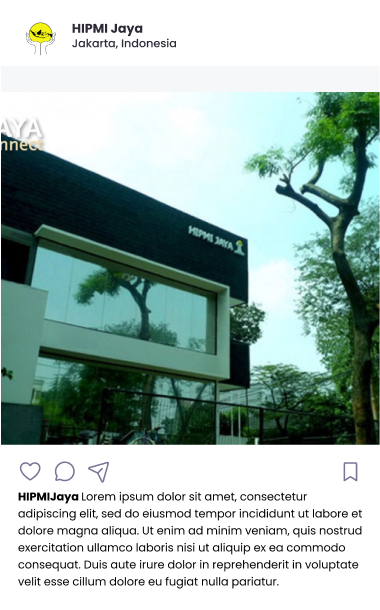 HIPMI Jaya
Jakarta, Indonesia
AYA
nnect
HIPMI JAYA
HIPMIJaya Lorem ipsum dolor sit amet, consectetur
adipiscing elit, sed do eiusmod tempor incididunt ut labore et
dolore magna aliqua. Ut enim ad minim veniam, quis nostrud
exercitation ullamco laboris nisi ut aliquip ex ea commodo
consequat. Duis aute irure dolor in reprehenderit in voluptate
velit esse cillum dolore eu fugiat nulla pariatur.